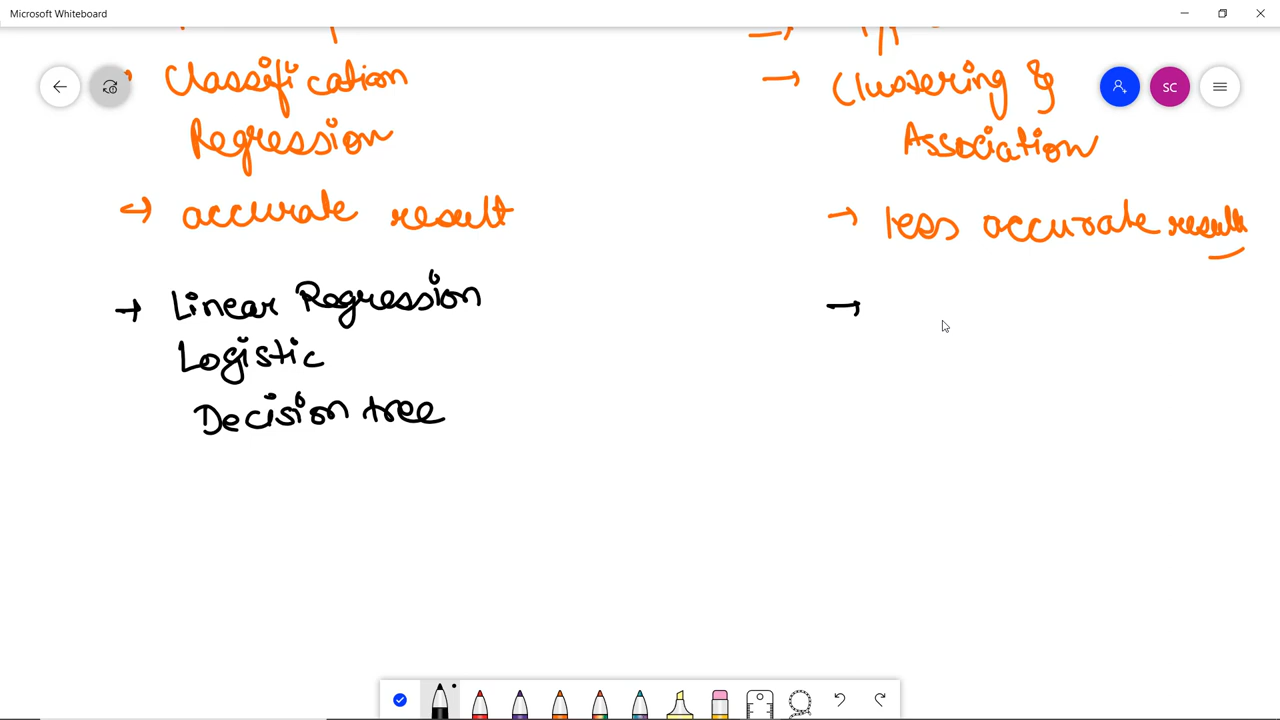 Microsoft Whiteboard
Classification
Regression
→ accurate result
→ Linear Regression
Logistic
Decision tree
→ Clustering &
Association
→ less accurate result
→
SC